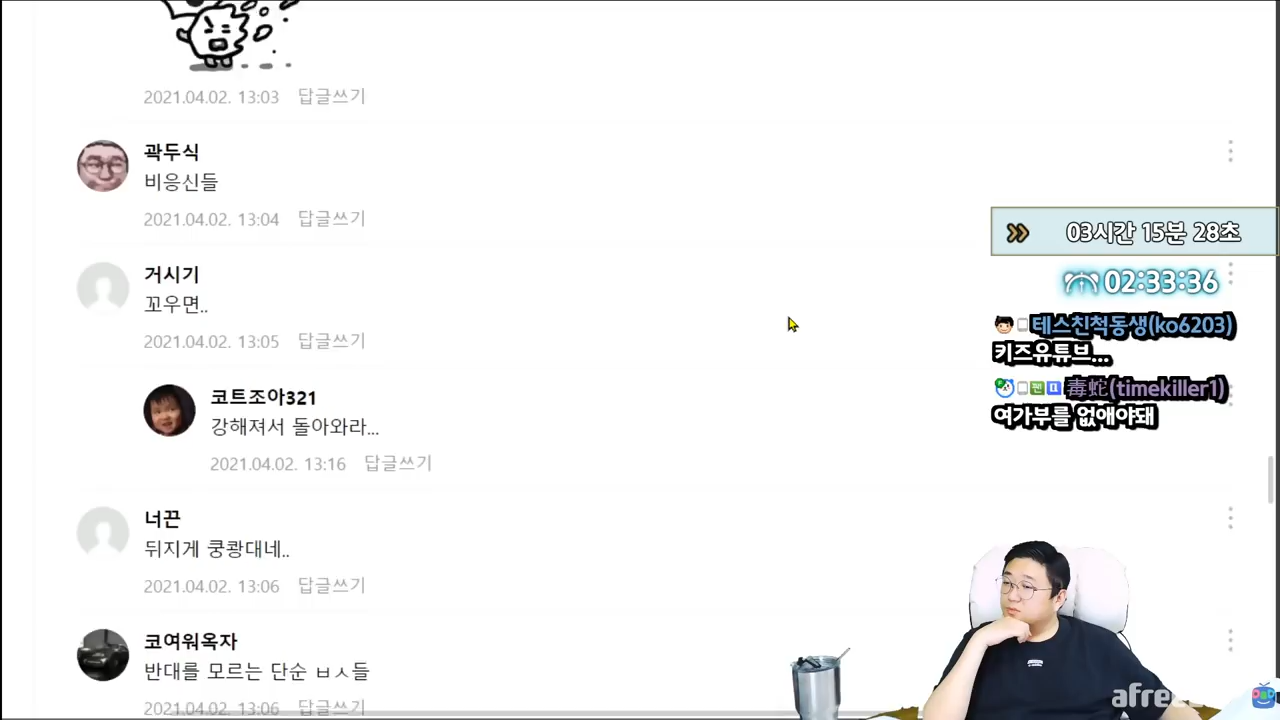 2021.04.02. 13:03 답글쓰기
곽두식
비응신들
2021.04.02. 13:04 답글쓰기
거시기
꼬우면..
2021.04.02. 13:05 답글쓰기
코트조아321
강해져서 돌아와라...
2021.04.02. 13:16 답글쓰기
너끈
뒤지게 쿵쾅대네..
2021.04.02. 13:06 답글쓰기
코여워옥자
반대를 모르는 단순 ㅂㅅ들
2021.04.02. 13:06 답글쓰기
03시간 15분 28초
02:33:36
테스친척동생(ko6203)
키즈유튜브...
팬 毒蛇(timekiller1)
여가부를 없애야돼